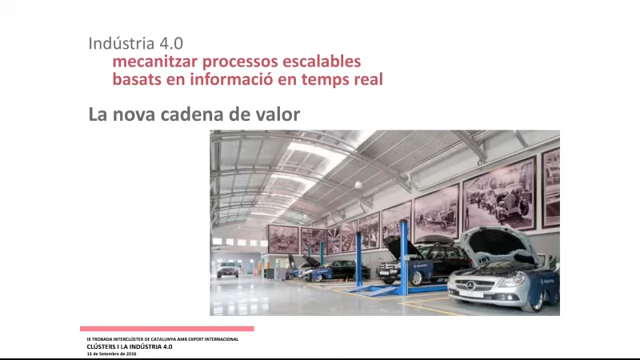 Indústria 4.0
mecanitzar processos escalables
basats en informació en temps real
La nova cadena de valor
IX TROBADA INTERCLÚSTER DE CATALUNYA AMB EXPERT INTERNACIONAL
CLÚSTERS I LA INDÚSTRIA 4.0
16 de Setembre de 2016